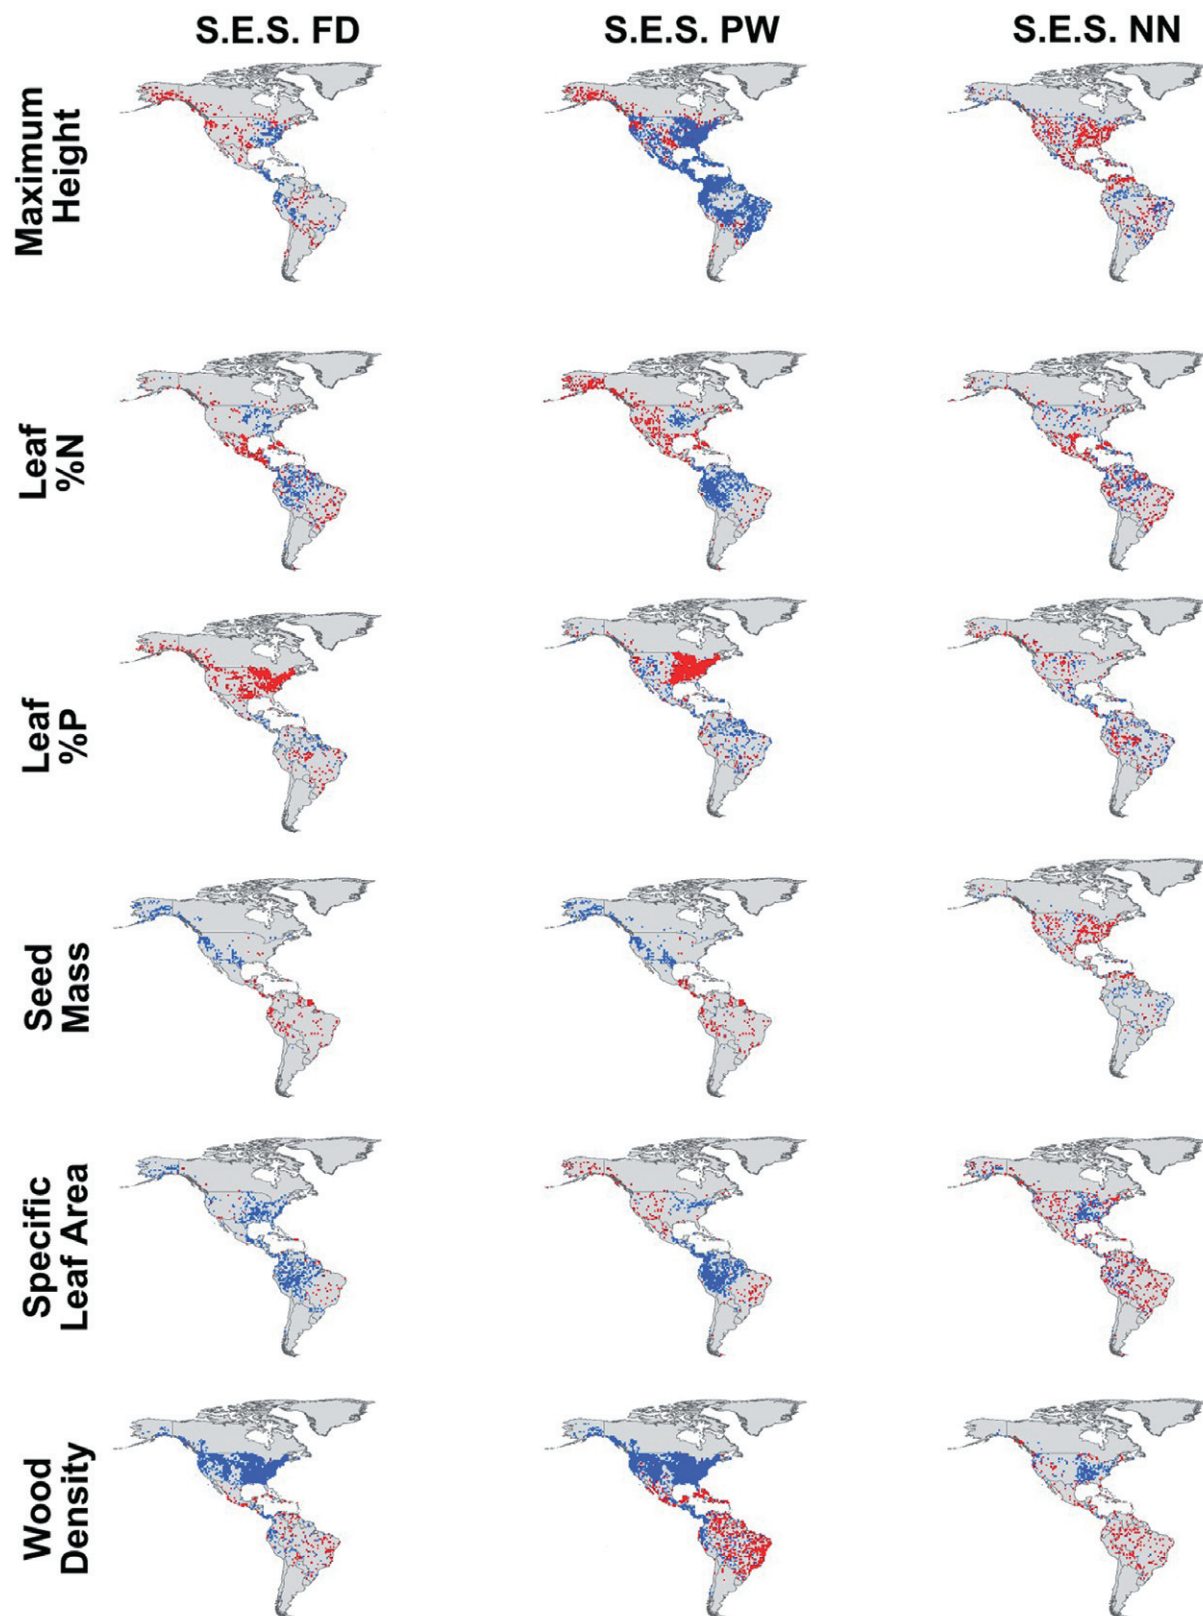 S.E.S. FD
S.E.S. PW
S.E.S. NN
Maximum
Height
Leaf
%N
Leaf
%P
Seed
Mass
Specific
Leaf Area
Wood
Density